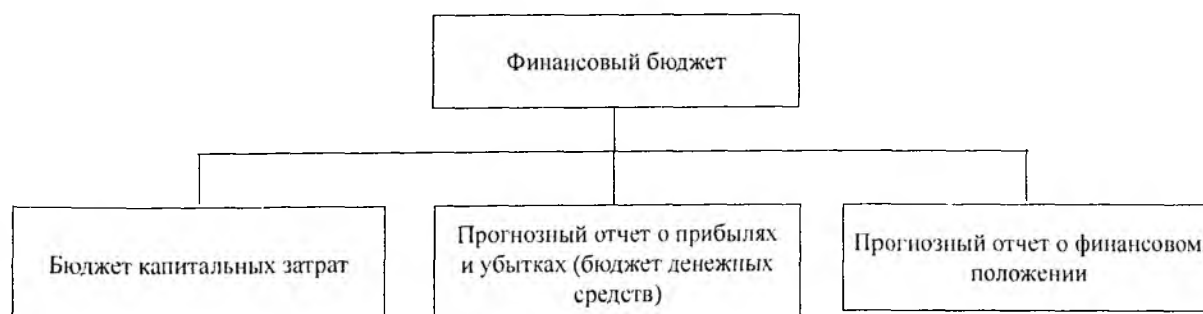 Финансовый бюджет
Бюджет капитальных затрат
Прогнозный отчет о прибылях
и убытках (бюджет денежных
средств)
Прогнозный отчет о финансовом
положении